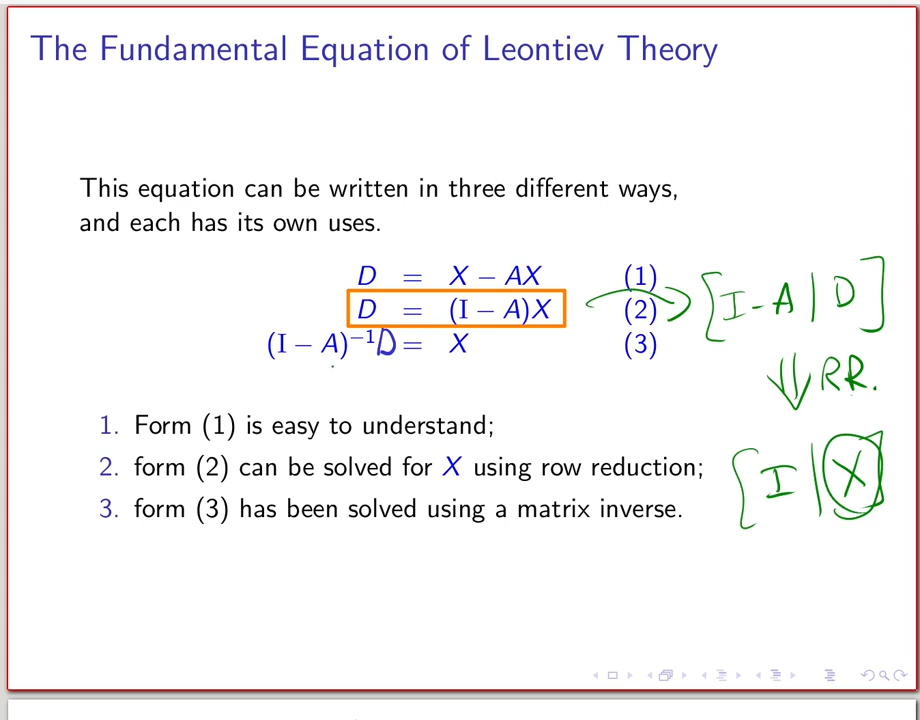 The Fundamental Equation of Leontiev Theory
This equation can be written in three different ways,
and each has its own uses.
D = X − AX (1)
D = (I − A)X (2)
(I − A)⁻¹D = X (3)
[I-A | D]
⇓ RR.
[I | X]
1. Form (1) is easy to understand;
2. form (2) can be solved for X using row reduction;
3. form (3) has been solved using a matrix inverse.